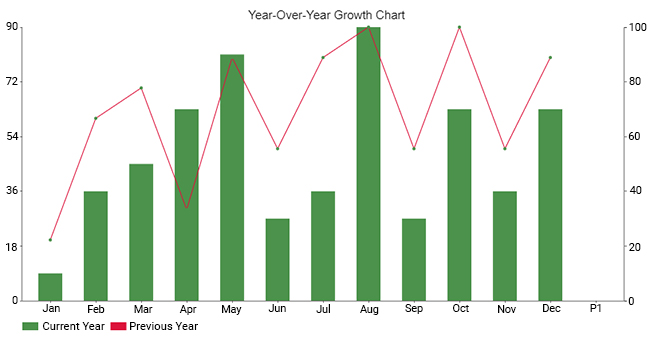 Year-Over-Year Growth Chart
90 100
72 80
54 60
36 40
18 20
0 0
Jan Feb Mar Apr May Jun Jul Aug Sep Oct Nov Dec P1
Current Year Previous Year